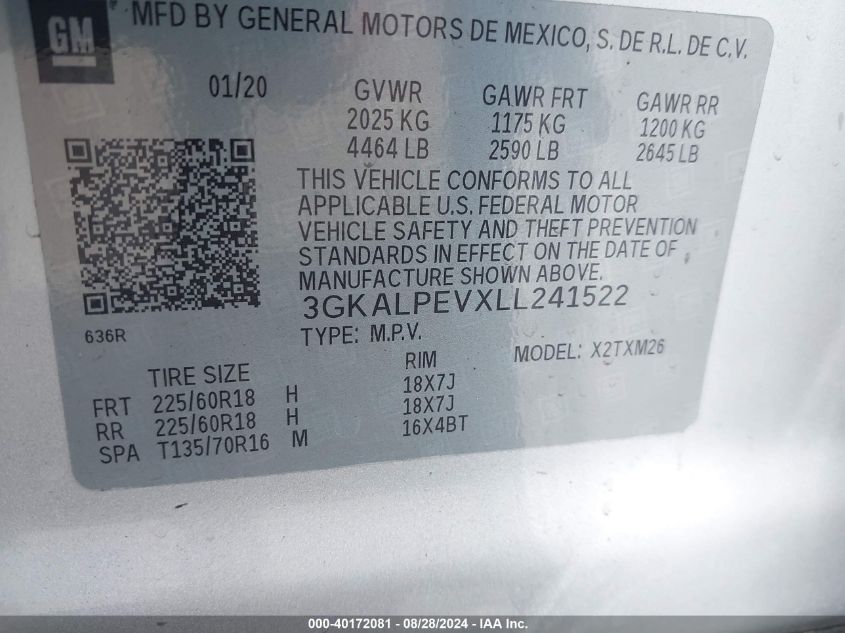 GM
MFD BY GENERAL MOTORS DE MEXICO, S. DE R.L. DE C.V.
01/20 GVWR GAWR FRT GAWR RR
2025 KG 1175 KG 1200 KG
4464 LB 2590 LB 2645 LB
THIS VEHICLE CONFORMS TO ALL
APPLICABLE U.S. FEDERAL MOTOR
VEHICLE SAFETY AND THEFT PREVENTION
STANDARDS IN EFFECT ON THE DATE OF
MANUFACTURE SHOWN ABOVE.
3GKALPEVXLL241522
636R TYPE: M.P.V. MODEL: X2TXM26
TIRE SIZE RIM
FRT 225/60R18 H 18X7J
RR 225/60R18 H 18X7J
SPA T135/70R16 M 16X4BT
000-40172081 - 08/28/2024 - IAA Inc.